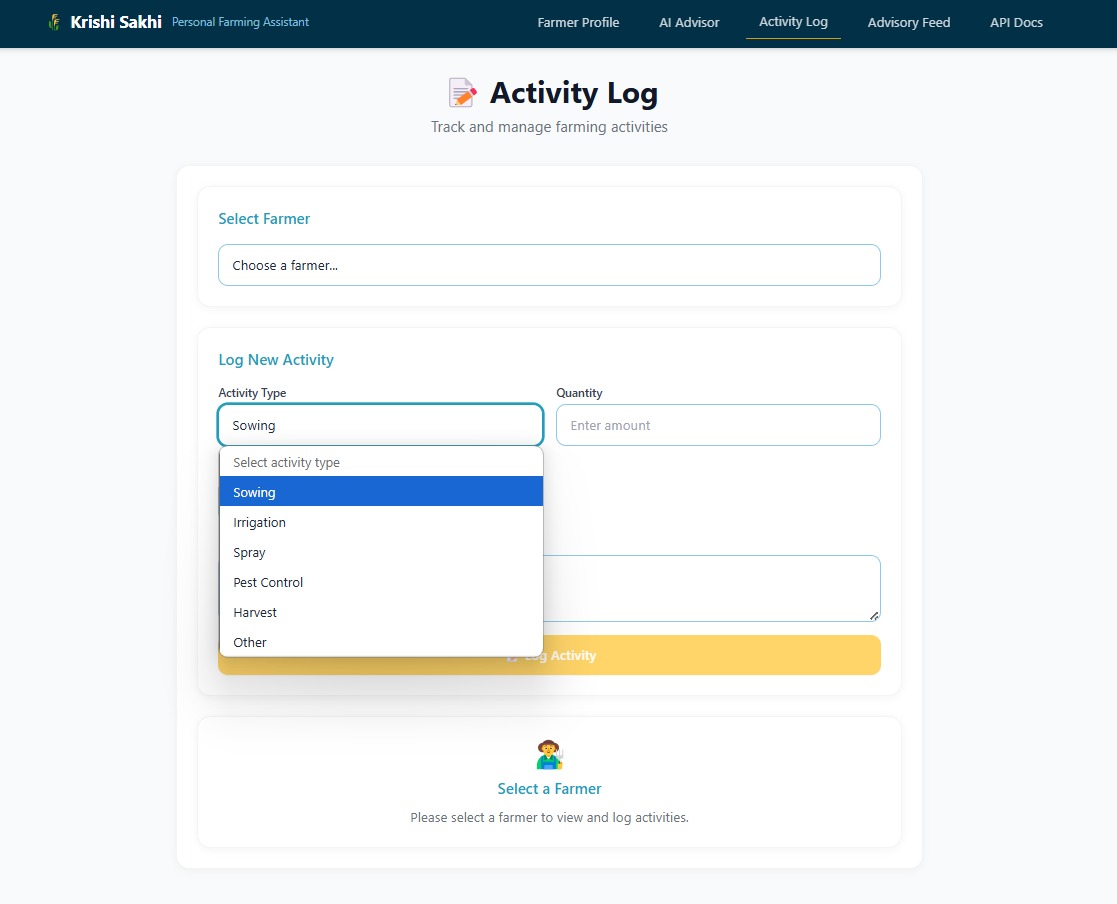 Krishi Sakhi Personal Farming Assistant Farmer Profile AI Advisor Activity Log Advisory Feed API Docs
Activity Log
Track and manage farming activities
Select Farmer
Choose a farmer...
Log New Activity
Activity Type Quantity
Sowing Enter amount
Select activity type
Sowing
Irrigation
Spray
Pest Control
Harvest
Other
Log Activity
Select a Farmer
Please select a farmer to view and log activities.